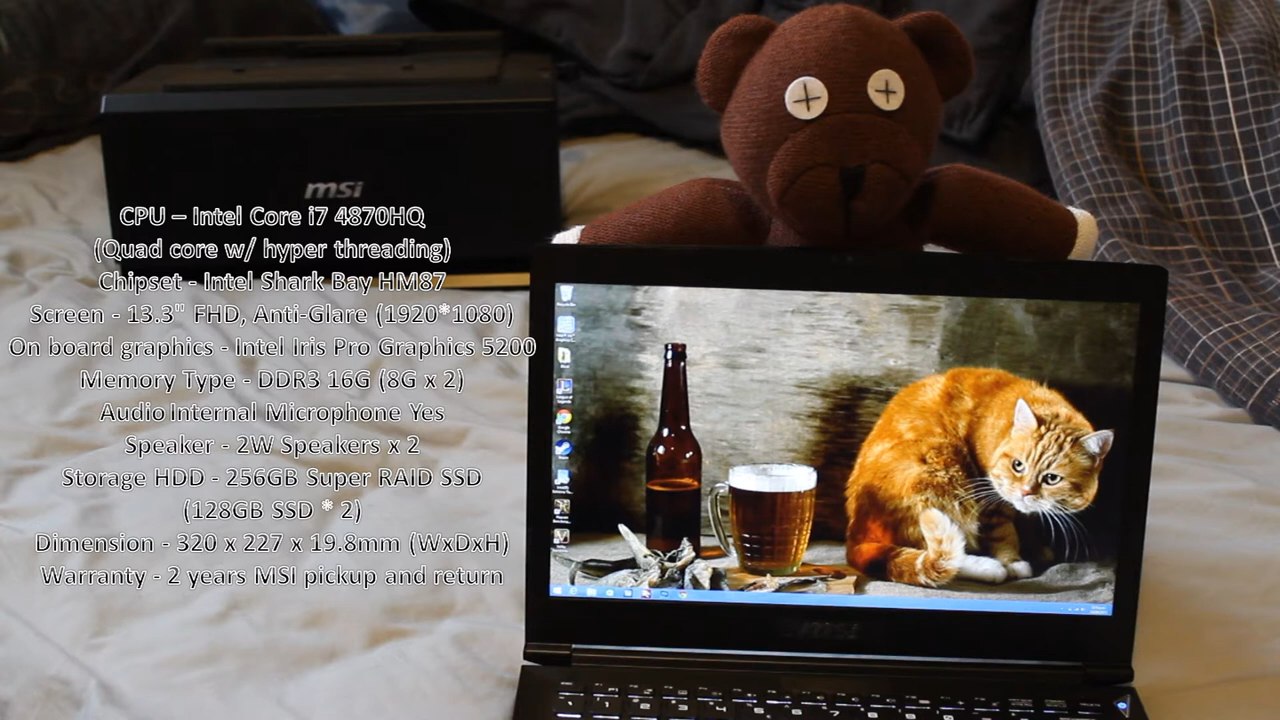 msi
CPU – Intel Core i7 4870HQ
(Quad core w/ hyper threading)
Chipset - Intel Shark Bay HM87
Screen - 13.3" FHD, Anti-Glare (1920*1080)
On board graphics - Intel Iris Pro Graphics 5200
Memory Type - DDR3 16G (8G x 2)
Audio Internal Microphone Yes
Speaker - 2W Speakers x 2
Storage HDD - 256GB Super RAID SSD
(128GB SSD * 2)
Dimension - 320 x 227 x 19.8mm (WxDxH)
Warranty - 2 years MSI pickup and return
msi